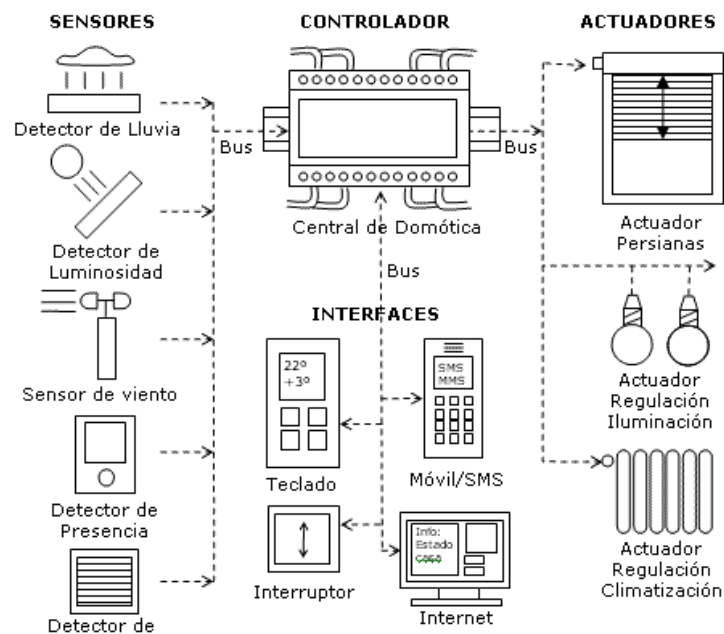 SENSORES
Detector de Lluvia
Detector de
Luminosidad
Sensor de viento
Detector de
Presencia
Detector de
CONTROLADOR
Bus
Bus
Central de Domótica
Bus
INTERFACES
22º
+3º
Teclado
SMS
MMS
Móvil/SMS
Interruptor
Info:
Estado
casa
Internet
ACTUADORES
Actuador
Persianas
Actuador
Regulación
Iluminación
Actuador
Regulación
Climatización